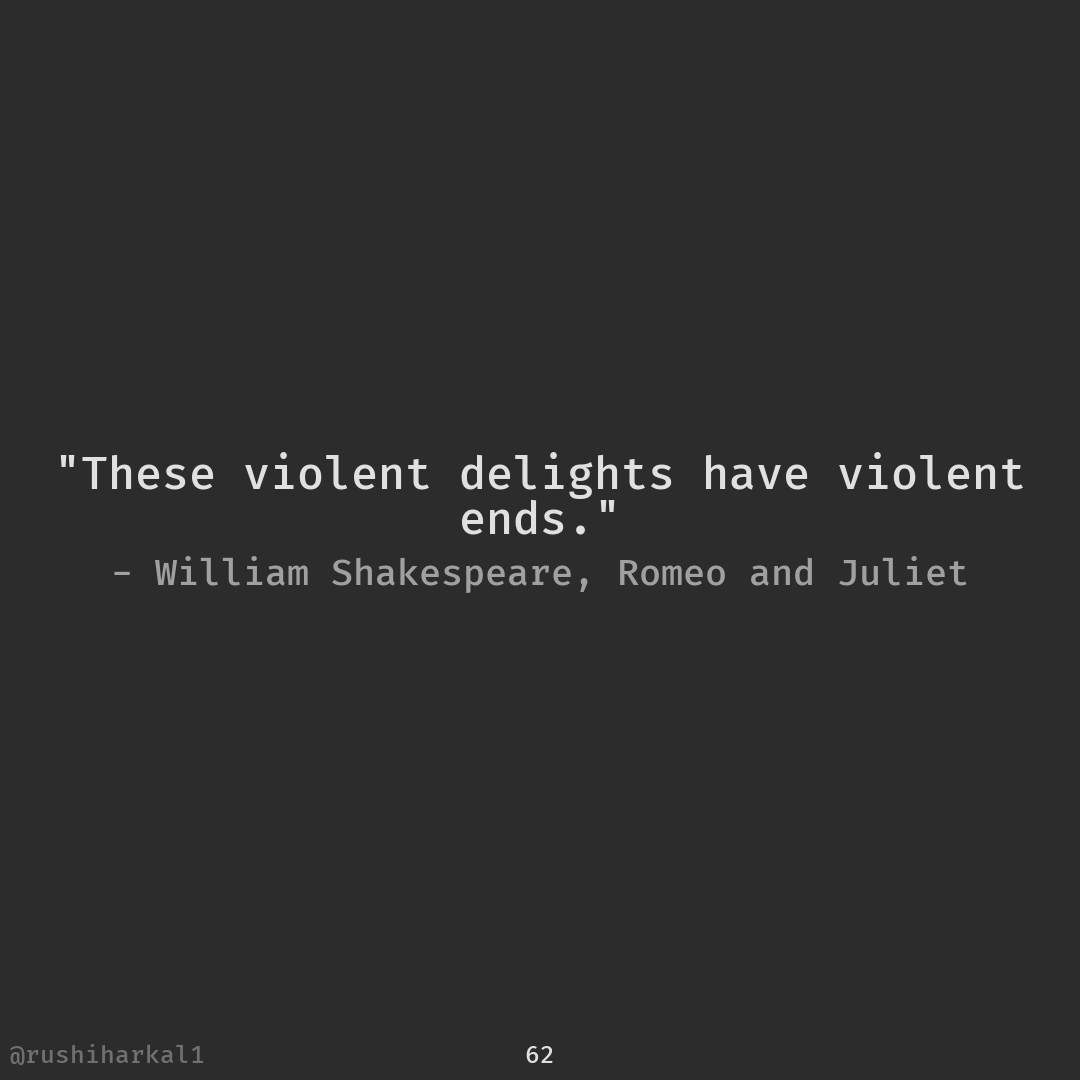 "These violent delights have violent
ends."
– William Shakespeare, Romeo and Juliet
@rushiharkal1
62